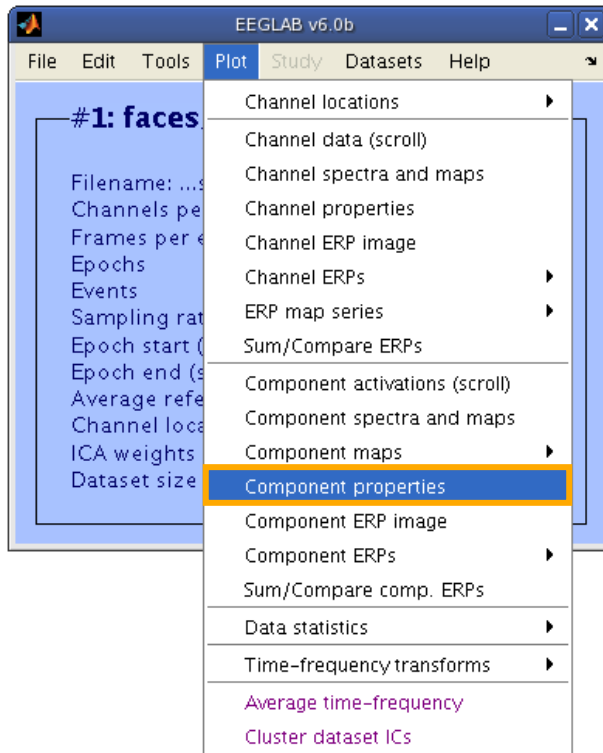 EEGLAB v6.0b
File Edit Tools Plot Study Datasets Help
#1: faces
Filename: ...s
Channels pe
Frames per e
Epochs
Events
Sampling rat
Epoch start (
Epoch end (s
Average refe
Channel loca
ICA weights
Dataset size
Channel locations
Channel data (scroll)
Channel spectra and maps
Channel properties
Channel ERP image
Channel ERPs
ERP map series
Sum/Compare ERPs
Component activations (scroll)
Component spectra and maps
Component maps
Component properties
Component ERP image
Component ERPs
Sum/Compare comp. ERPs
Data statistics
Time-frequency transforms
Average time-frequency
Cluster dataset ICs